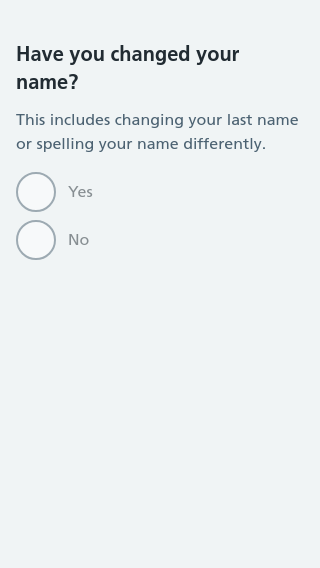 Have you changed your
name?
This includes changing your last name
or spelling your name differently.
Yes
No